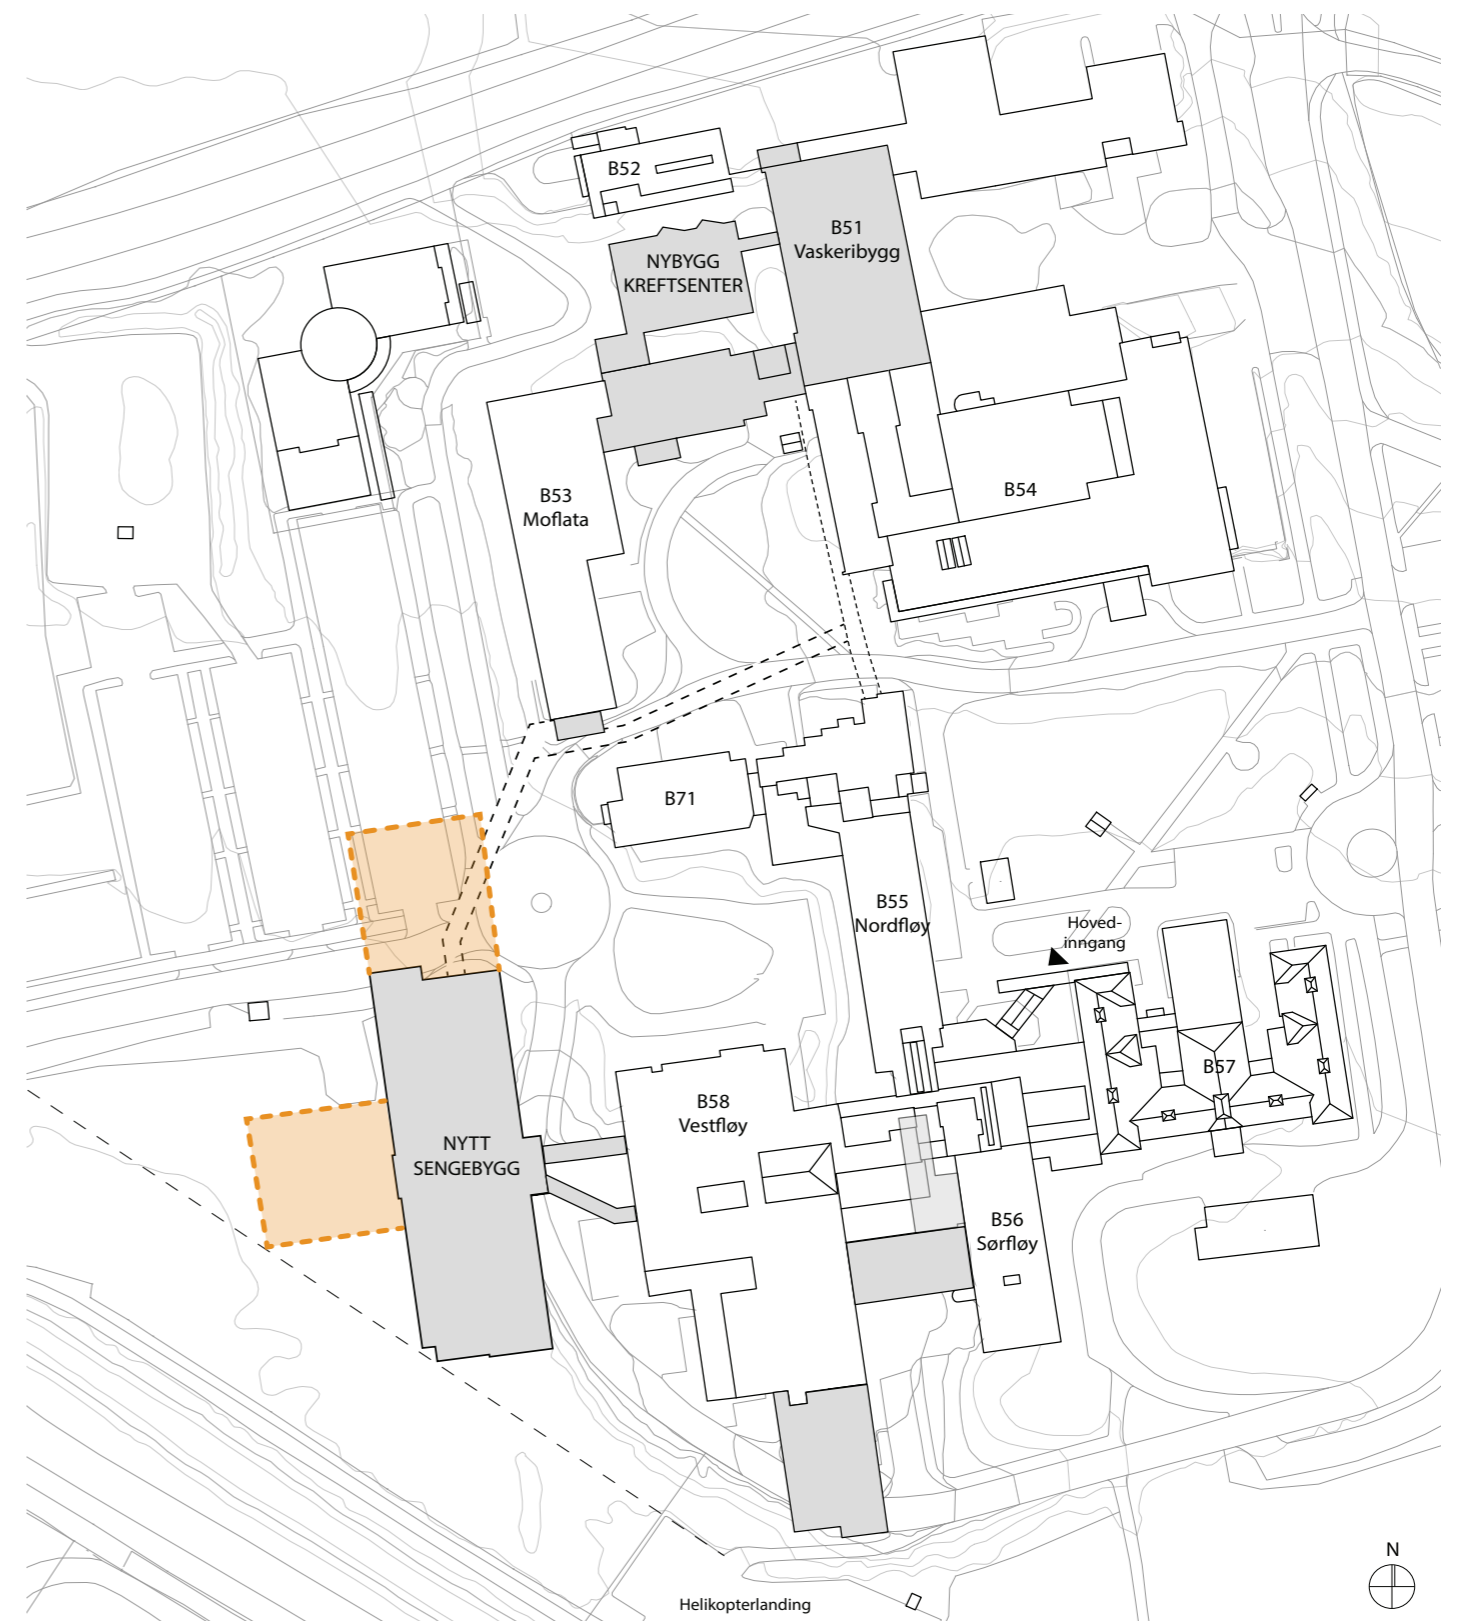 B52
B51
Vaskeribygg
NYBYGG
KREFTSENTER
B53
Moflata
B54
B71
B55
Nordfløy
Hoved-
inngang
B57
B58
Vestfløy
NYTT
SENGEBYGG
B56
Sørfløy
N
Helikopterlanding